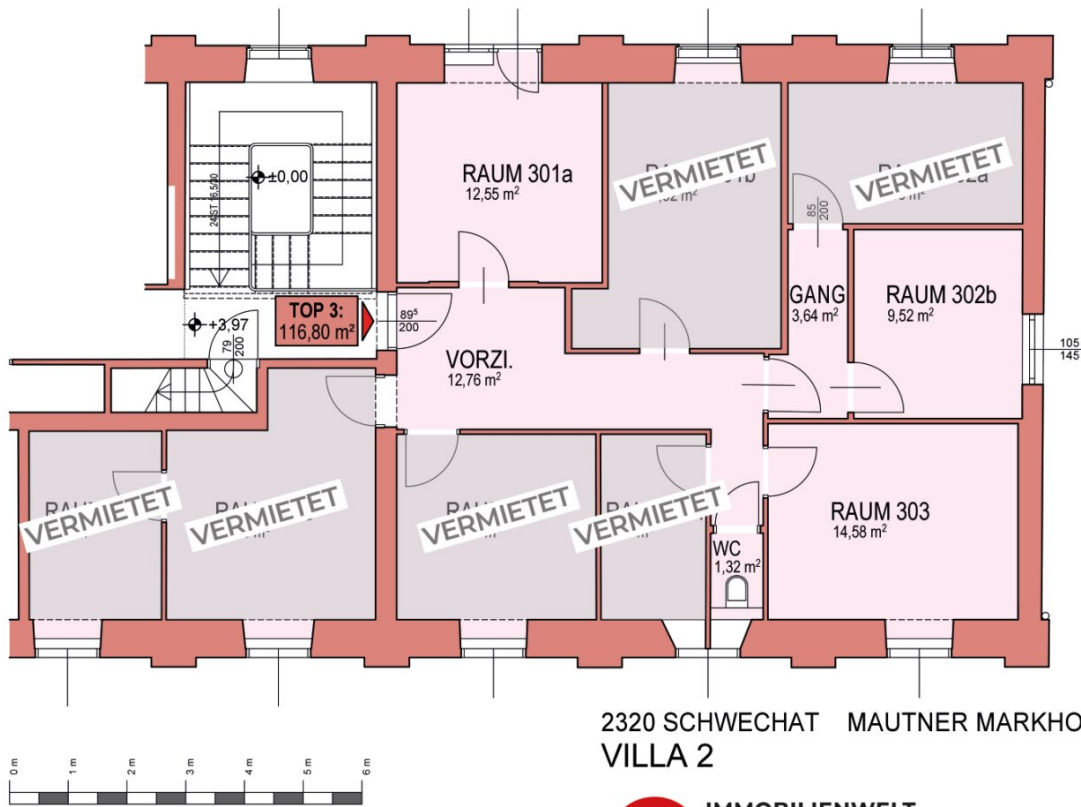 RAUM 301a
12,55 m²
VERMIETET
VERMIETET
±0,00
24 ST 16,5/30
85
200
TOP 3:
116,80 m²
+3,97
79
200
89⁵
200
VORZI.
12,76 m²
GANG
3,64 m²
RAUM 302b
9,52 m²
105
145
VERMIETET
VERMIETET
VERMIETET
VERMIETET
WC
1,32 m²
RAUM 303
14,58 m²
2320 SCHWECHAT MAUTNER MARKHO
VILLA 2
0 m
1 m
2 m
3 m
4 m
5 m
6 m
IMMOBILIENWELT